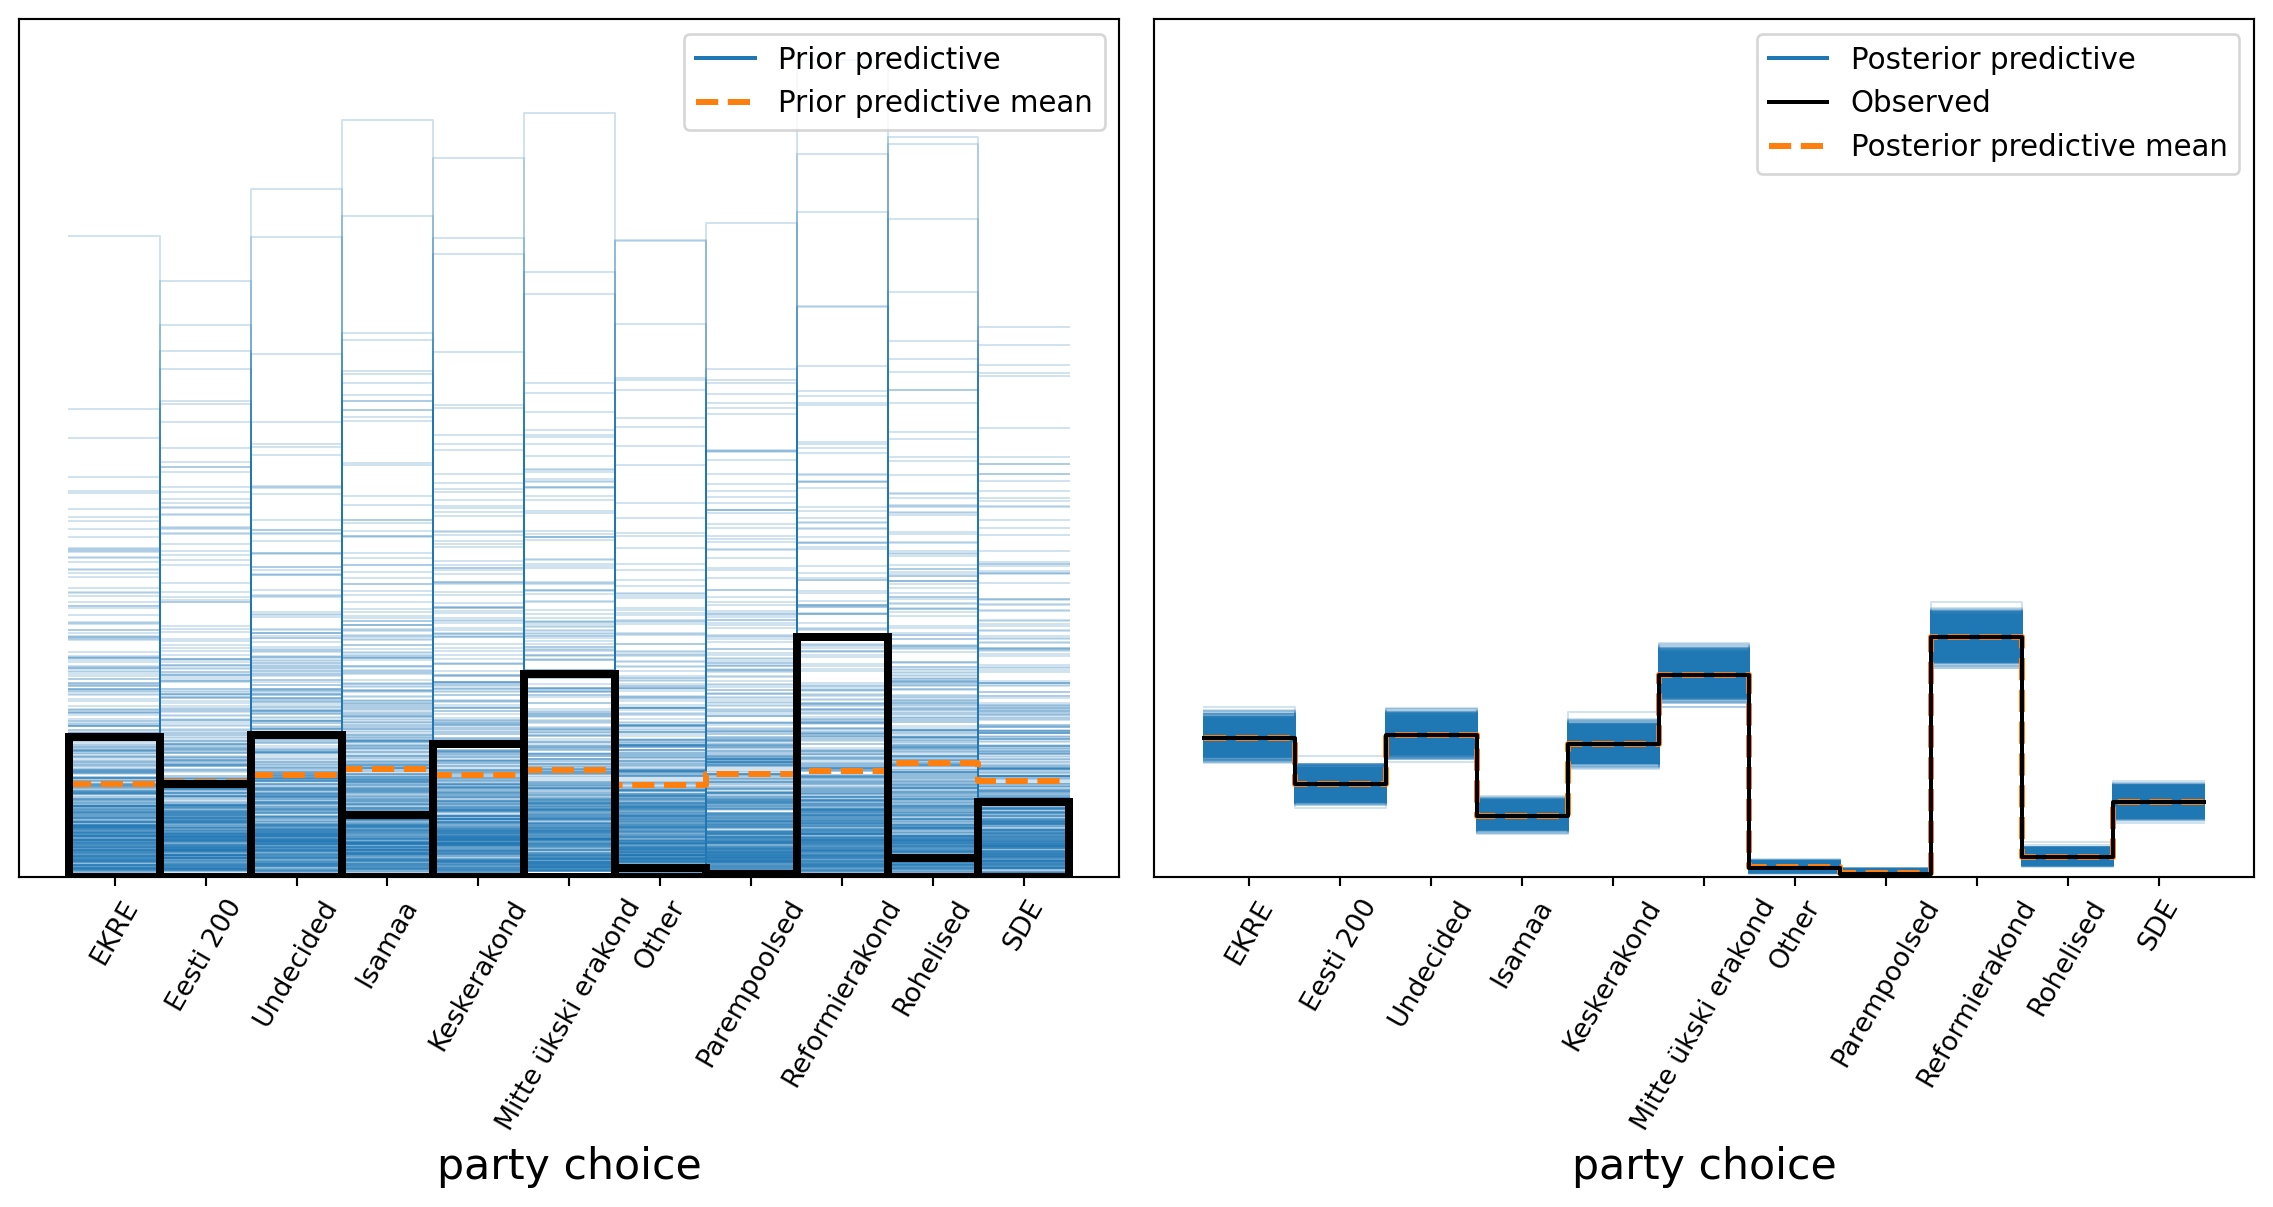 Prior predictive
Prior predictive mean
EKRE
Eesti 200
Undecided
Isamaa
Keskerakond
Mitte ükski erakond
Other
Parempoolsed
Reformierakond
Rohelised
SDE
party choice
Posterior predictive
Observed
Posterior predictive mean
EKRE
Eesti 200
Undecided
Isamaa
Keskerakond
Mitte ükski erakond
Other
Parempoolsed
Reformierakond
Rohelised
SDE
party choice